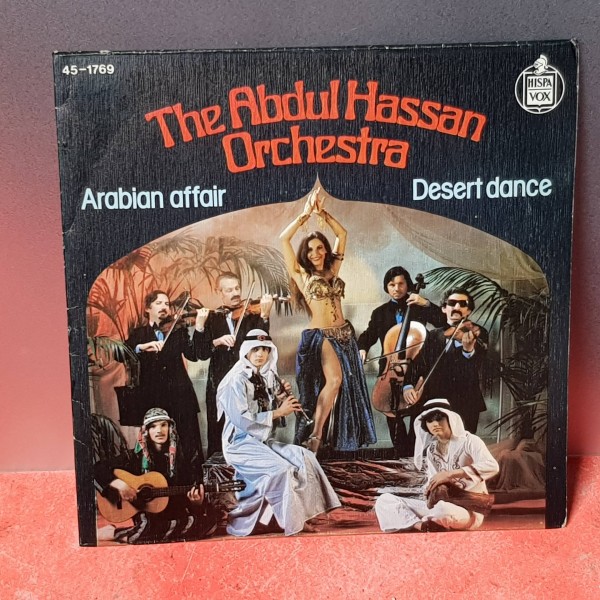 45-1769
HISPA
VOX
The Abdul Hassan
Orchestra
Arabian affair
Desert dance